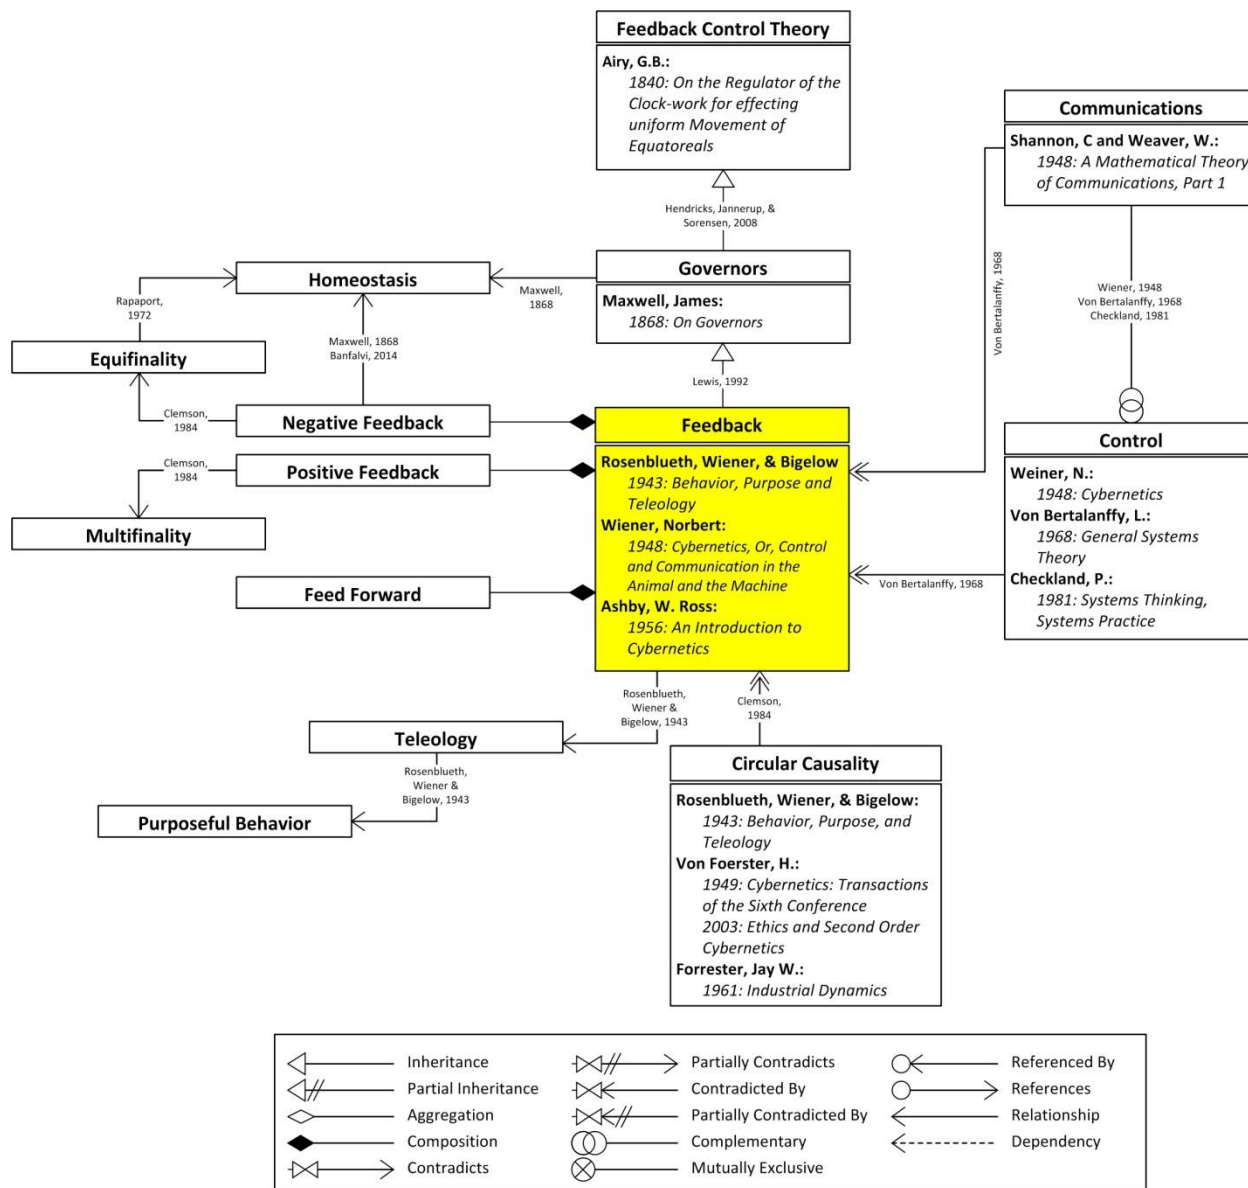 Feedback Control Theory
Airy, G.B.:
1840: On the Regulator of the
Clock-work for effecting
uniform Movement of
Equatoreals
Communications
Shannon, C and Weaver, W.:
1948: A Mathematical Theory
of Communications, Part 1
Hendricks, Jannerup, &
Sorensen, 2008
Homeostasis
Governors
Maxwell, James:
1868: On Governors
Maxwell,
1868
Rapaport,
1972
Von Bertalanffy, 1968
Wiener, 1948
Von Bertalanffy, 1968
Checkland, 1981
Equifinality
Maxwell, 1868
Banfalvi, 2014
Lewis, 1992
Clemson,
1984
Negative Feedback
Feedback
Rosenblueth, Wiener, & Bigelow
1943: Behavior, Purpose and
Teleology
Wiener, Norbert:
1948: Cybernetics, Or, Control
and Communication in the
Animal and the Machine
Ashby, W. Ross:
1956: An Introduction to
Cybernetics
Control
Weiner, N.:
1948: Cybernetics
Von Bertalanffy, L.:
1968: General Systems
Theory
Checkland, P.:
1981: Systems Thinking,
Systems Practice
Clemson,
1984
Positive Feedback
Multifinality
Feed Forward
Von Bertalanffy, 1968
Rosenblueth,
Wiener &
Bigelow, 1943
Clemson,
1984
Teleology
Rosenblueth,
Wiener &
Bigelow, 1943
Purposeful Behavior
Circular Causality
Rosenblueth, Wiener, & Bigelow:
1943: Behavior, Purpose, and
Teleology
Von Foerster, H.:
1949: Cybernetics: Transactions
of the Sixth Conference
2003: Ethics and Second Order
Cybernetics
Forrester, Jay W.:
1961: Industrial Dynamics
Inheritance
Partial Inheritance
Aggregation
Composition
Contradicts
Partially Contradicts
Contradicted By
Partially Contradicted By
Complementary
Mutually Exclusive
Referenced By
References
Relationship
Dependency